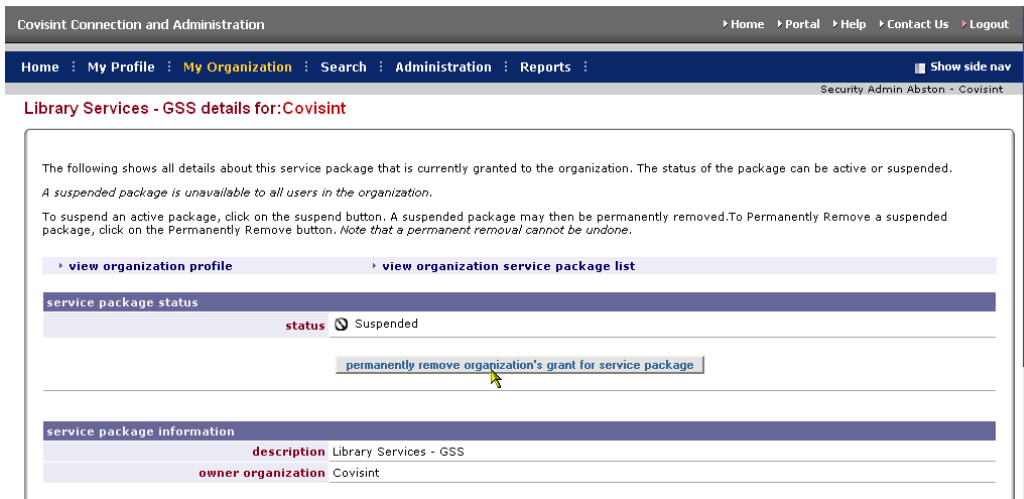 Covisint Connection and Administration
Home Portal Help Contact Us Logout
Home My Profile My Organization Search Administration Reports
Show side nav
Security Admin Abston - Covisint
Library Services - GSS details for:Covisint
The following shows all details about this service package that is currently granted to the organization. The status of the package can be active or suspended.
A suspended package is unavailable to all users in the organization.
To suspend an active package, click on the suspend button. A suspended package may then be permanently removed.To Permanently Remove a suspended
package, click on the Permanently Remove button. Note that a permanent removal cannot be undone.
view organization profile
view organization service package list
service package status
status Suspended
permanently remove organization's grant for service package
service package information
description Library Services - GSS
owner organization Covisint